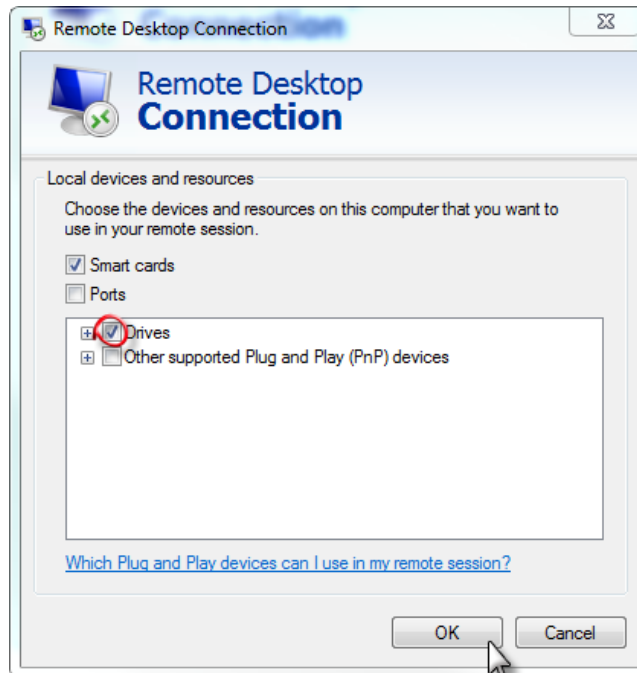 Remote Desktop Connection
Remote Desktop
Connection
Local devices and resources
Choose the devices and resources on this computer that you want to
use in your remote session.
Smart cards
Ports
Drives
Other supported Plug and Play (PnP) devices
Which Plug and Play devices can I use in my remote session?
OK
Cancel